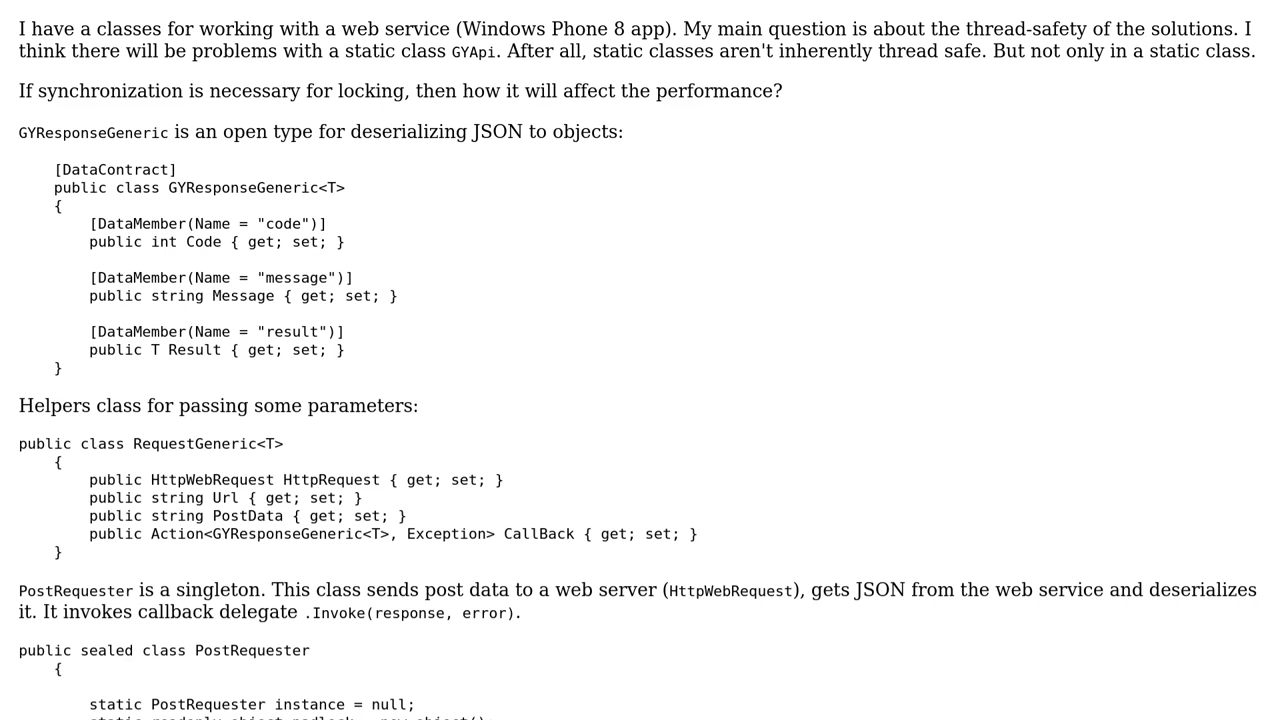 I have a classes for working with a web service (Windows Phone 8 app). My main question is about the thread-safety of the solutions. I
think there will be problems with a static class GYApi. After all, static classes aren't inherently thread safe. But not only in a static class.
If synchronization is necessary for locking, then how it will affect the performance?
GYResponseGeneric is an open type for deserializing JSON to objects:
[DataContract]
public class GYResponseGeneric<T>
{
[DataMember(Name = "code")]
public int Code { get; set; }
[DataMember(Name = "message")]
public string Message { get; set; }
[DataMember(Name = "result")]
public T Result { get; set; }
}
Helpers class for passing some parameters:
public class RequestGeneric<T>
{
public HttpWebRequest HttpRequest { get; set; }
public string Url { get; set; }
public string PostData { get; set; }
public Action<GYResponseGeneric<T>, Exception> CallBack { get; set; }
}
PostRequester is a singleton. This class sends post data to a web server (HttpWebRequest), gets JSON from the web service and deserializes
it. It invokes callback delegate .Invoke(response, error).
public sealed class PostRequester
{
static PostRequester instance = null;